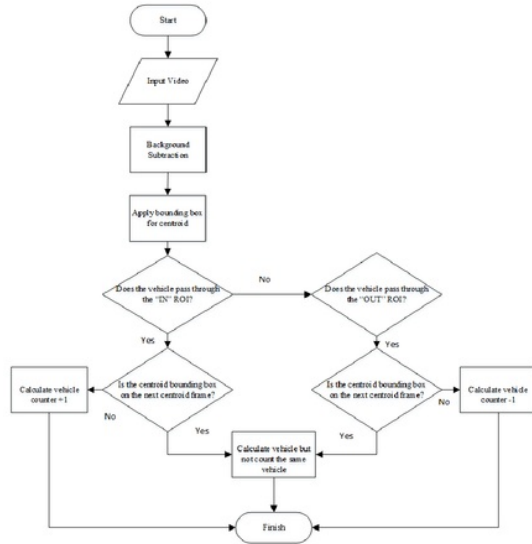 Start
Input Video
Background
Subtraction
Apply bounding box
for centroid
Does the vehicle pass through
the "IN" ROI?
No
Does the vehicle pass through
the "OUT" ROI?
Yes
Yes
Calculate vehicle
counter +1
Is the centroid bounding box
on the next centroid frame?
Is the centroid bounding box
on the next centroid frame?
Calculate vehicle
counter -1
No
No
Yes
Yes
Calculate vehicle but
not count the same
vehicle
Finish